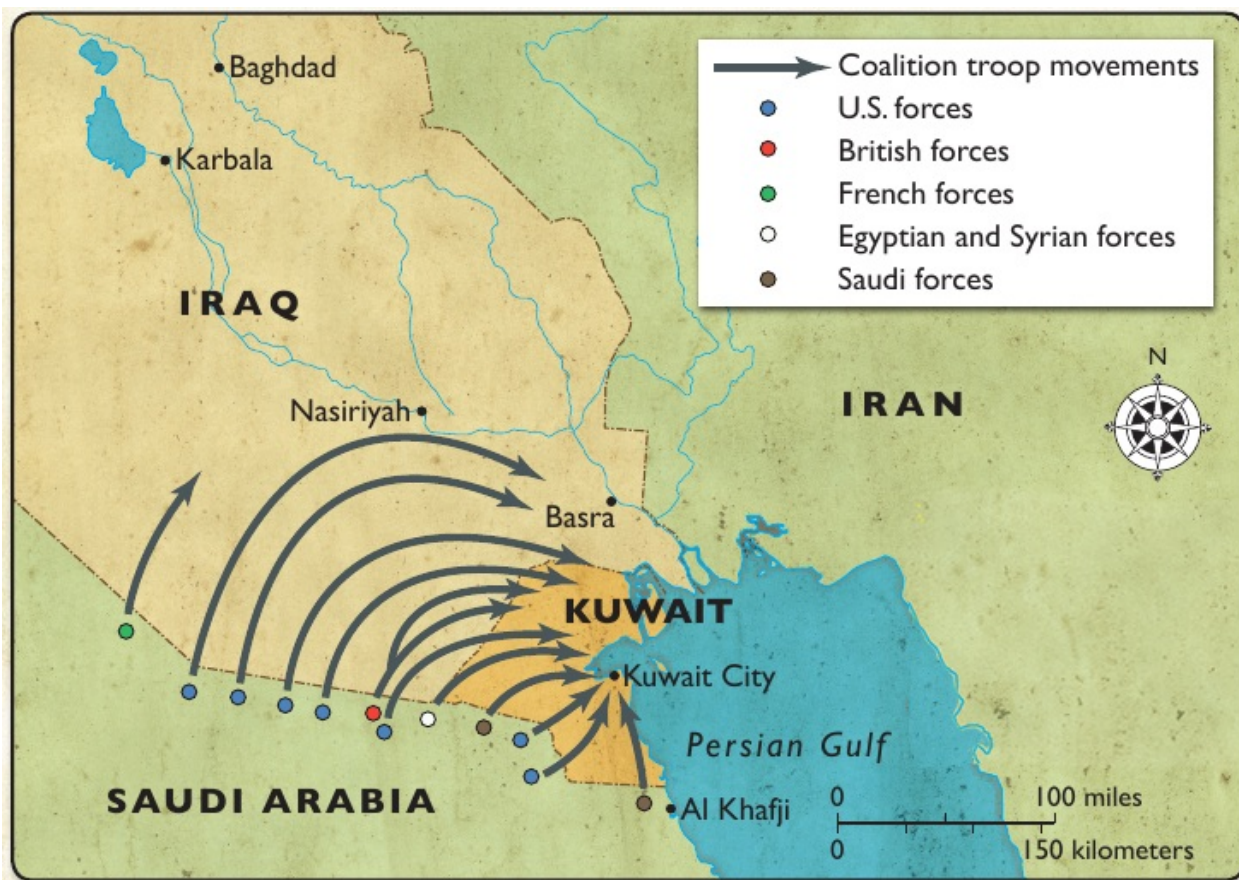 Baghdad
Karbala
IRAQ
Nasiriyah
Basra
KUWAIT
Kuwait City
Persian Gulf
SAUDI ARABIA
Al Khafji
IRAN
N
Coalition troop movements
U.S. forces
British forces
French forces
Egyptian and Syrian forces
Saudi forces
0 100 miles
0 150 kilometers